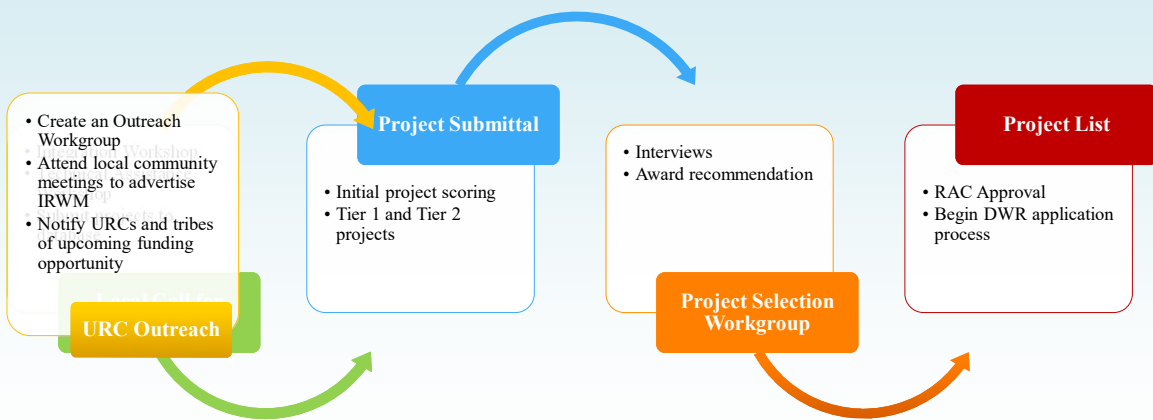 • Create an Outreach
Workgroup
• Attend local community
meetings to advertise
IRWM
• Notify URCs and tribes
of upcoming funding
opportunity
• Integration Workshop
URC Outreach
Project Submittal
• Initial project scoring
• Tier 1 and Tier 2
projects
• Interviews
• Award recommendation
Project Selection
Workgroup
Project List
• RAC Approval
• Begin DWR application
process